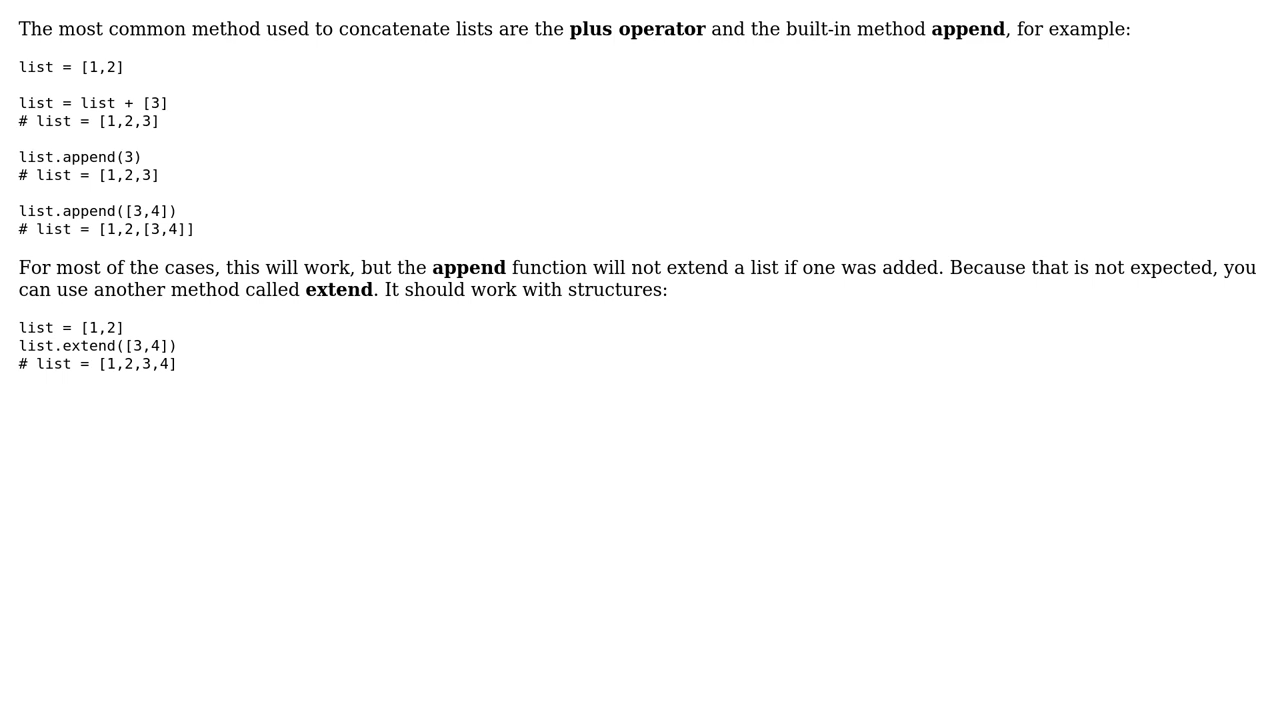 The most common method used to concatenate lists are the plus operator and the built-in method append, for example:
list = [1,2]
list = list + [3]
# list = [1,2,3]
list.append(3)
# list = [1,2,3]
list.append([3,4])
# list = [1,2,[3,4]]
For most of the cases, this will work, but the append function will not extend a list if one was added. Because that is not expected, you
can use another method called extend. It should work with structures:
list = [1,2]
list.extend([3,4])
# list = [1,2,3,4]